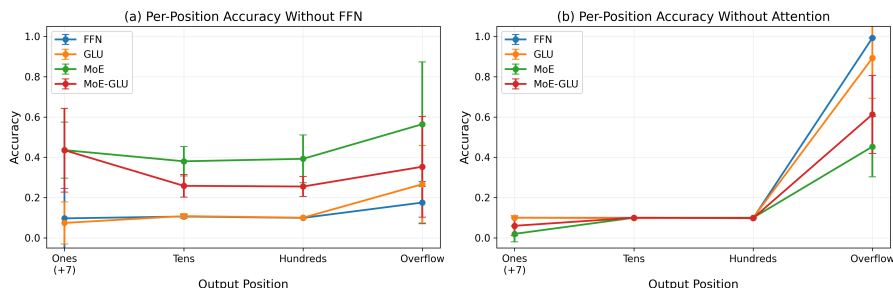 (a) Per-Position Accuracy Without FFN
1.0
0.8
0.6
0.4
0.2
0.0
Accuracy
FFN
GLU
MoE
MoE-GLU
Ones
(+7)
Tens
Hundreds
Overflow
Output Position
(b) Per-Position Accuracy Without Attention
1.0
0.8
0.6
0.4
0.2
0.0
Accuracy
FFN
GLU
MoE
MoE-GLU
Ones
(+7)
Tens
Hundreds
Overflow
Output Position